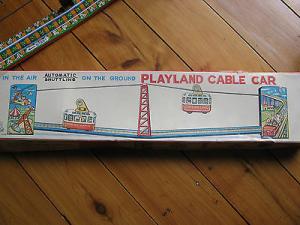 IN THE AIR AUTOMATIC SHUTTLING ON THE GROUND PLAYLAND CABLE CAR